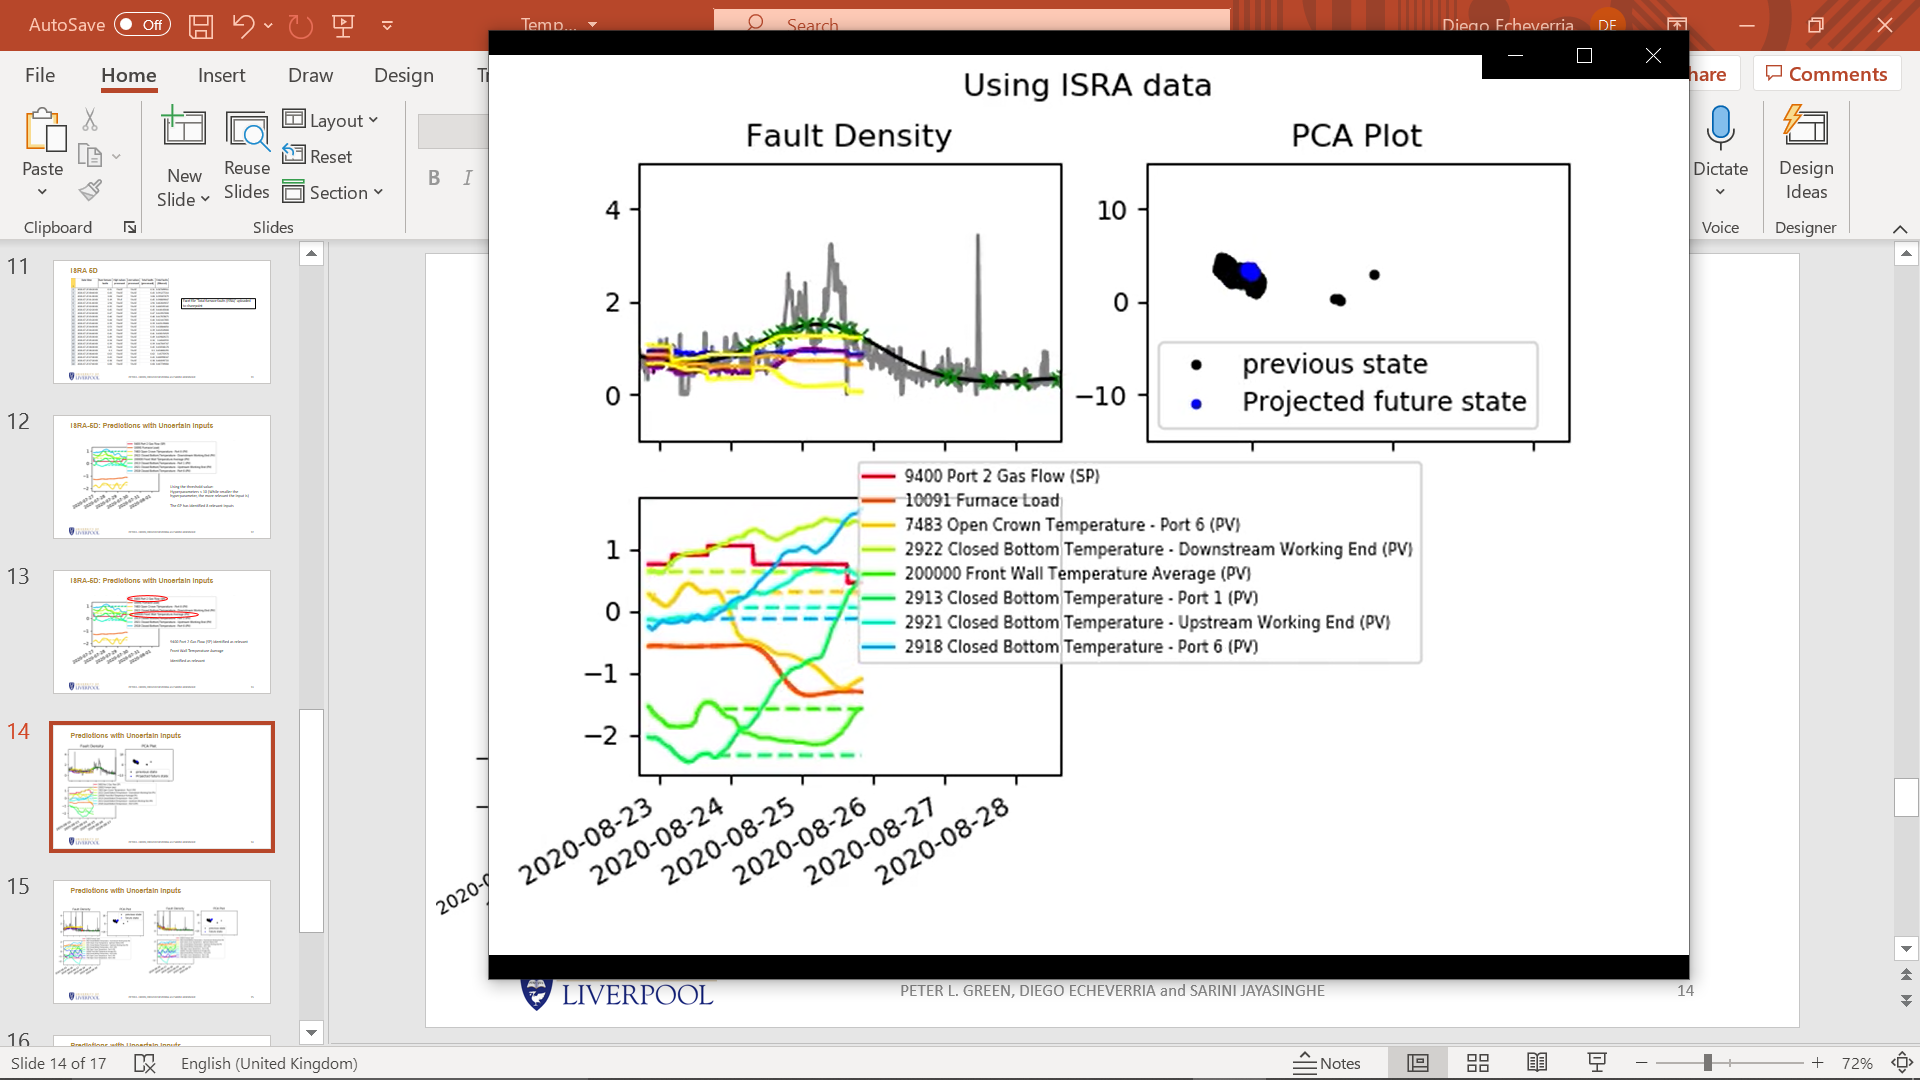 AutoSave Off
Temp...
Search
Diego Echeverria DE
File Home Insert Draw Design
Comments
Paste
New
Slide
Reuse
Slides
Layout
Reset
Section
B I
Dictate
Design
Ideas
Clipboard
Slides
Voice
Designer
11
ISRA 5D
12
ISRA-5D: Predictions with Uncertain Inputs
13
ISRA-5D: Predictions with Uncertain Inputs
14
Predictions with Uncertain Inputs
15
Predictions with Uncertain Inputs
16
Using ISRA data
Fault Density
PCA Plot
4
2
0
10
0
−10
previous state
Projected future state
9400 Port 2 Gas Flow (SP)
10091 Furnace Load
7483 Open Crown Temperature - Port 6 (PV)
2922 Closed Bottom Temperature - Downstream Working End (PV)
200000 Front Wall Temperature Average (PV)
2913 Closed Bottom Temperature - Port 1 (PV)
2921 Closed Bottom Temperature - Upstream Working End (PV)
2918 Closed Bottom Temperature - Port 6 (PV)
1
0
−1
−2
2020-08-23
2020-08-24
2020-08-25
2020-08-26
2020-08-27
2020-08-28
LIVERPOOL
PETER L. GREEN, DIEGO ECHEVERRIA and SARINI JAYASINGHE
14
Slide 14 of 17
English (United Kingdom)
Notes
72%